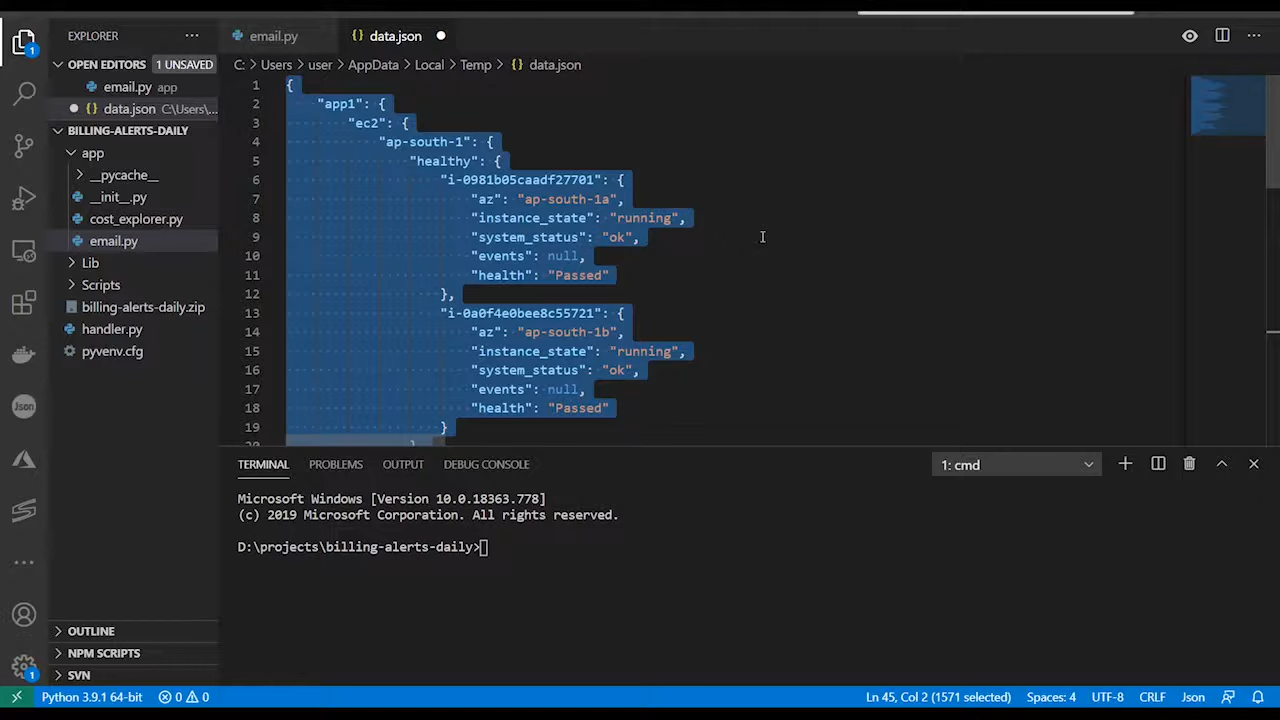 EXPLORER
email.py
{} data.json
OPEN EDITORS 1 UNSAVED
email.py app
{} data.json C:\Users\...
BILLING-ALERTS-DAILY
app
__pycache__
__init__.py
cost_explorer.py
email.py
Lib
Scripts
billing-alerts-daily.zip
handler.py
pyvenv.cfg
OUTLINE
NPM SCRIPTS
SVN
1
Json
1
C: > Users > user > AppData > Local > Temp > {} data.json
1 {
2 "app1": {
3 "ec2": {
4 "ap-south-1": {
5 "healthy": {
6 "i-0981b05caadf27701": {
7 "az": "ap-south-1a",
8 "instance_state": "running",
9 "system_status": "ok",
10 "events": null,
11 "health": "Passed"
12 },
13 "i-0a0f4e0bee8c55721": {
14 "az": "ap-south-1b",
15 "instance_state": "running",
16 "system_status": "ok",
17 "events": null,
18 "health": "Passed"
19 }
20 }
TERMINAL PROBLEMS OUTPUT DEBUG CONSOLE 1: cmd
Microsoft Windows [Version 10.0.18363.778]
(c) 2019 Microsoft Corporation. All rights reserved.
D:\projects\billing-alerts-daily>
Python 3.9.1 64-bit 0 0 Ln 45, Col 2 (1571 selected) Spaces: 4 UTF-8 CRLF Json